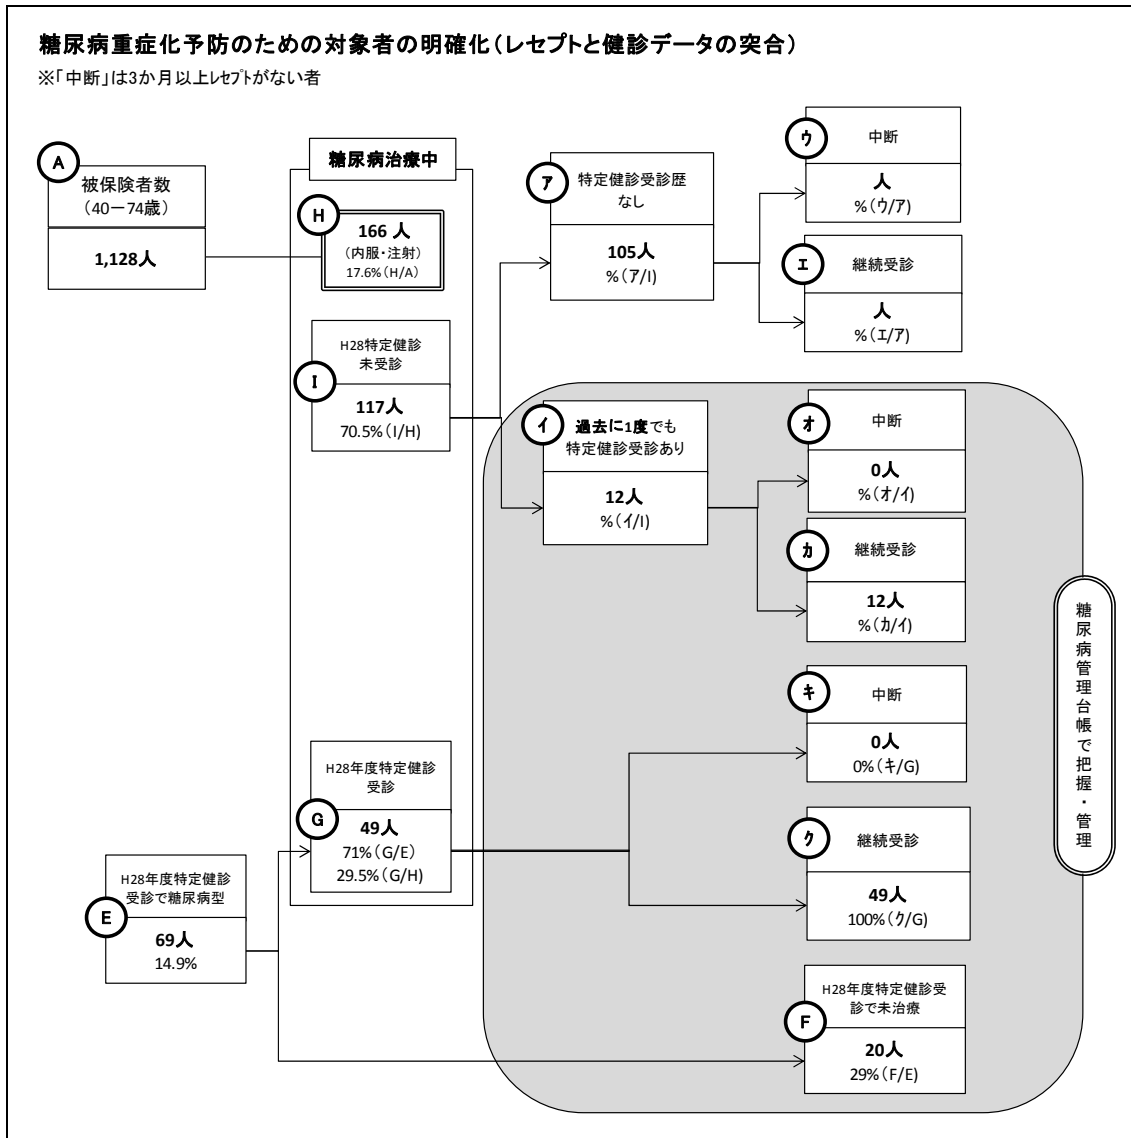 糖尿病重症化予防のための対象者の明確化（レセプトと健診データの突合）
※「中断」は3か月以上レセプトがない者
A
被保険者数
（40－74歳）
1,128人
糖尿病治療中
H
166 人
（内服・注射）
17.6%（H/A）
I
H28特定健診
未受診
117人
70.5%（I/H）
ア
特定健診受診歴
なし
105人
%（ア/I）
ウ
中断
人
%（ウ/ア）
エ
継続受診
人
%（エ/ア）
イ
過去に1度でも
特定健診受診あり
12人
%（イ/I）
オ
中断
0人
%（オ/イ）
カ
継続受診
12人
%（カ/イ）
キ
中断
0人
0%（キ/G）
G
H28年度特定健診
受診
49人
71%（G/E）
29.5%（G/H）
ク
継続受診
49人
100%（ク/G）
E
H28年度特定健診
受診で糖尿病型
69人
14.9%
F
H28年度特定健診受
診で未治療
20人
29%（F/E）
糖尿病管理台帳で把握・管理